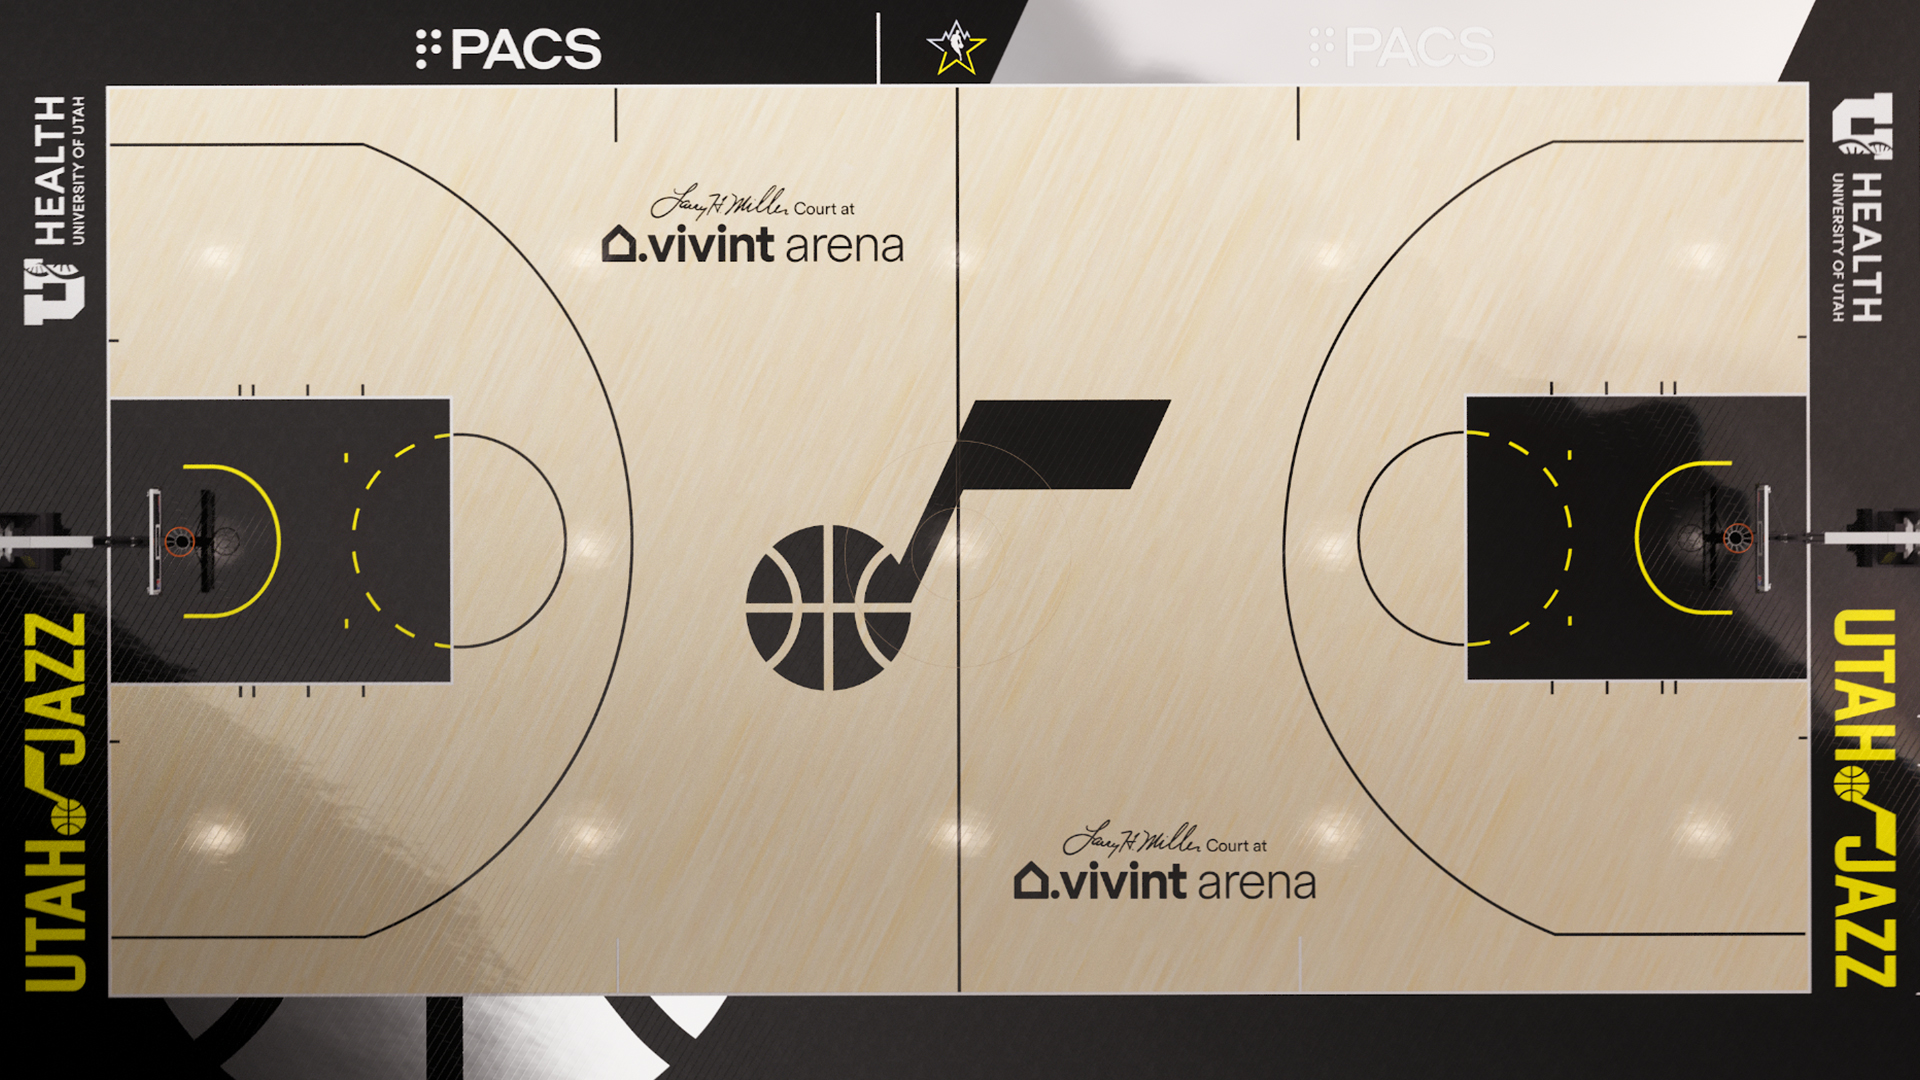 PACS
PACS
HEALTH
UNIVERSITY OF UTAH
U
HEALTH
UNIVERSITY OF UTAH
U
Larry H Miller Court at
vivint arena
Larry H Miller Court at
vivint arena
UTAH JAZZ
UTAH JAZZ